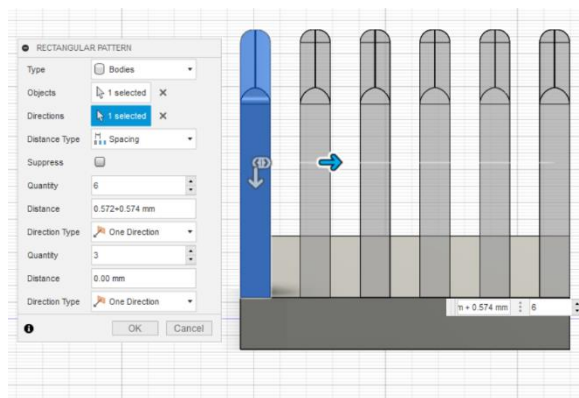 RECTANGULAR PATTERN
Type Bodies
Objects 1 selected
Directions 1 selected
Distance Type Spacing
Suppress
Quantity 6
Distance 0.572+0.574 mm
Direction Type One Direction
Quantity 3
Distance 0.00 mm
Direction Type One Direction
OK Cancel
m + 0.574 mm 6